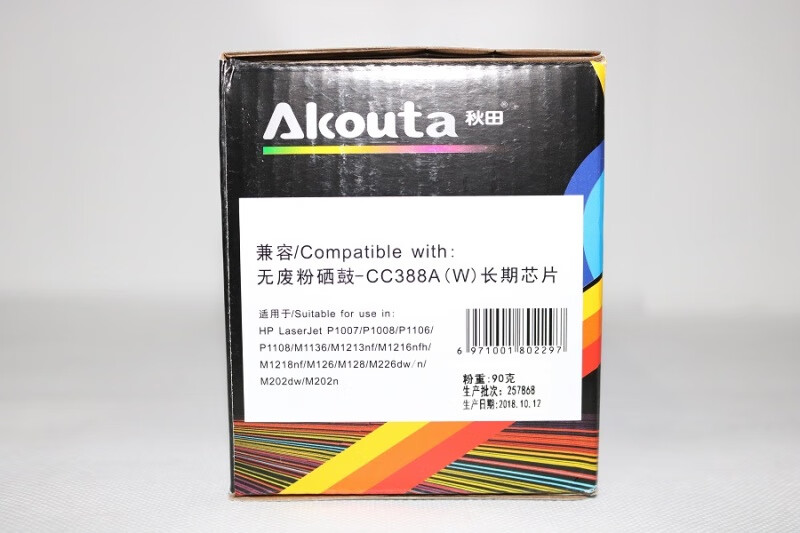 Akouta 秋田®
兼容/Compatible with:
无废粉硒鼓-CC388A(W)长期芯片
适用于/Suitable for use in:
HP LaserJet P1007/P1008/P1106/
P1108/M1136/M1213nf/M1216nfh/
M1218nf/M126/M128/M226dw/n/
M202dw/M202n
6 971001 802297
粉重:90克
生产批次: 257868
生产日期:2018.10.12